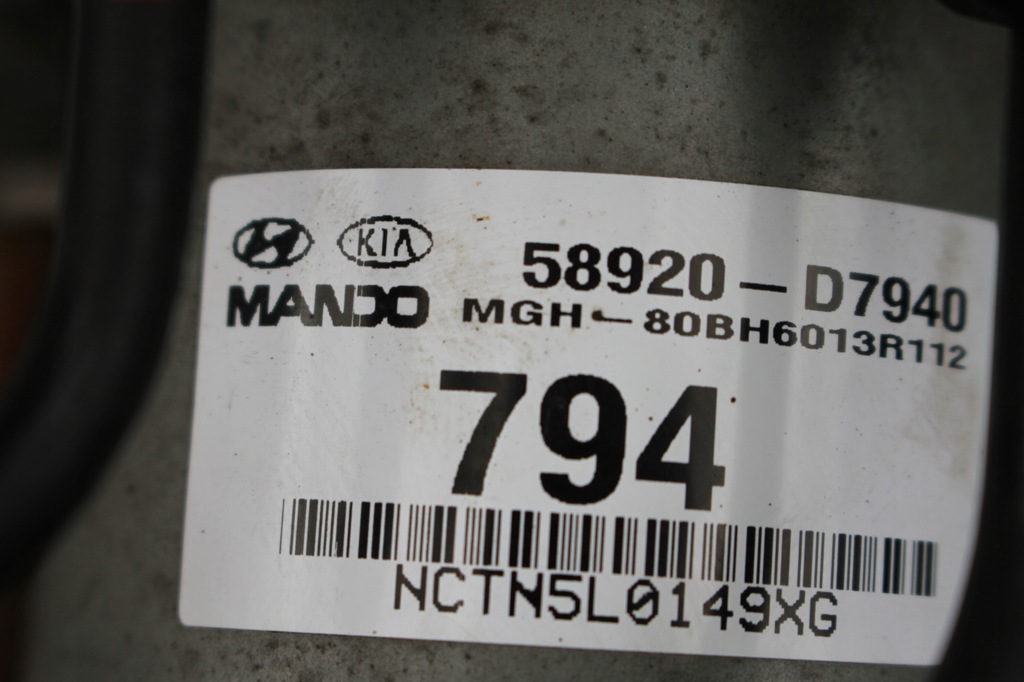 KIA 58920-D7940
MANDO MGH-80BH6013R112
794
NCTN5L0149XG